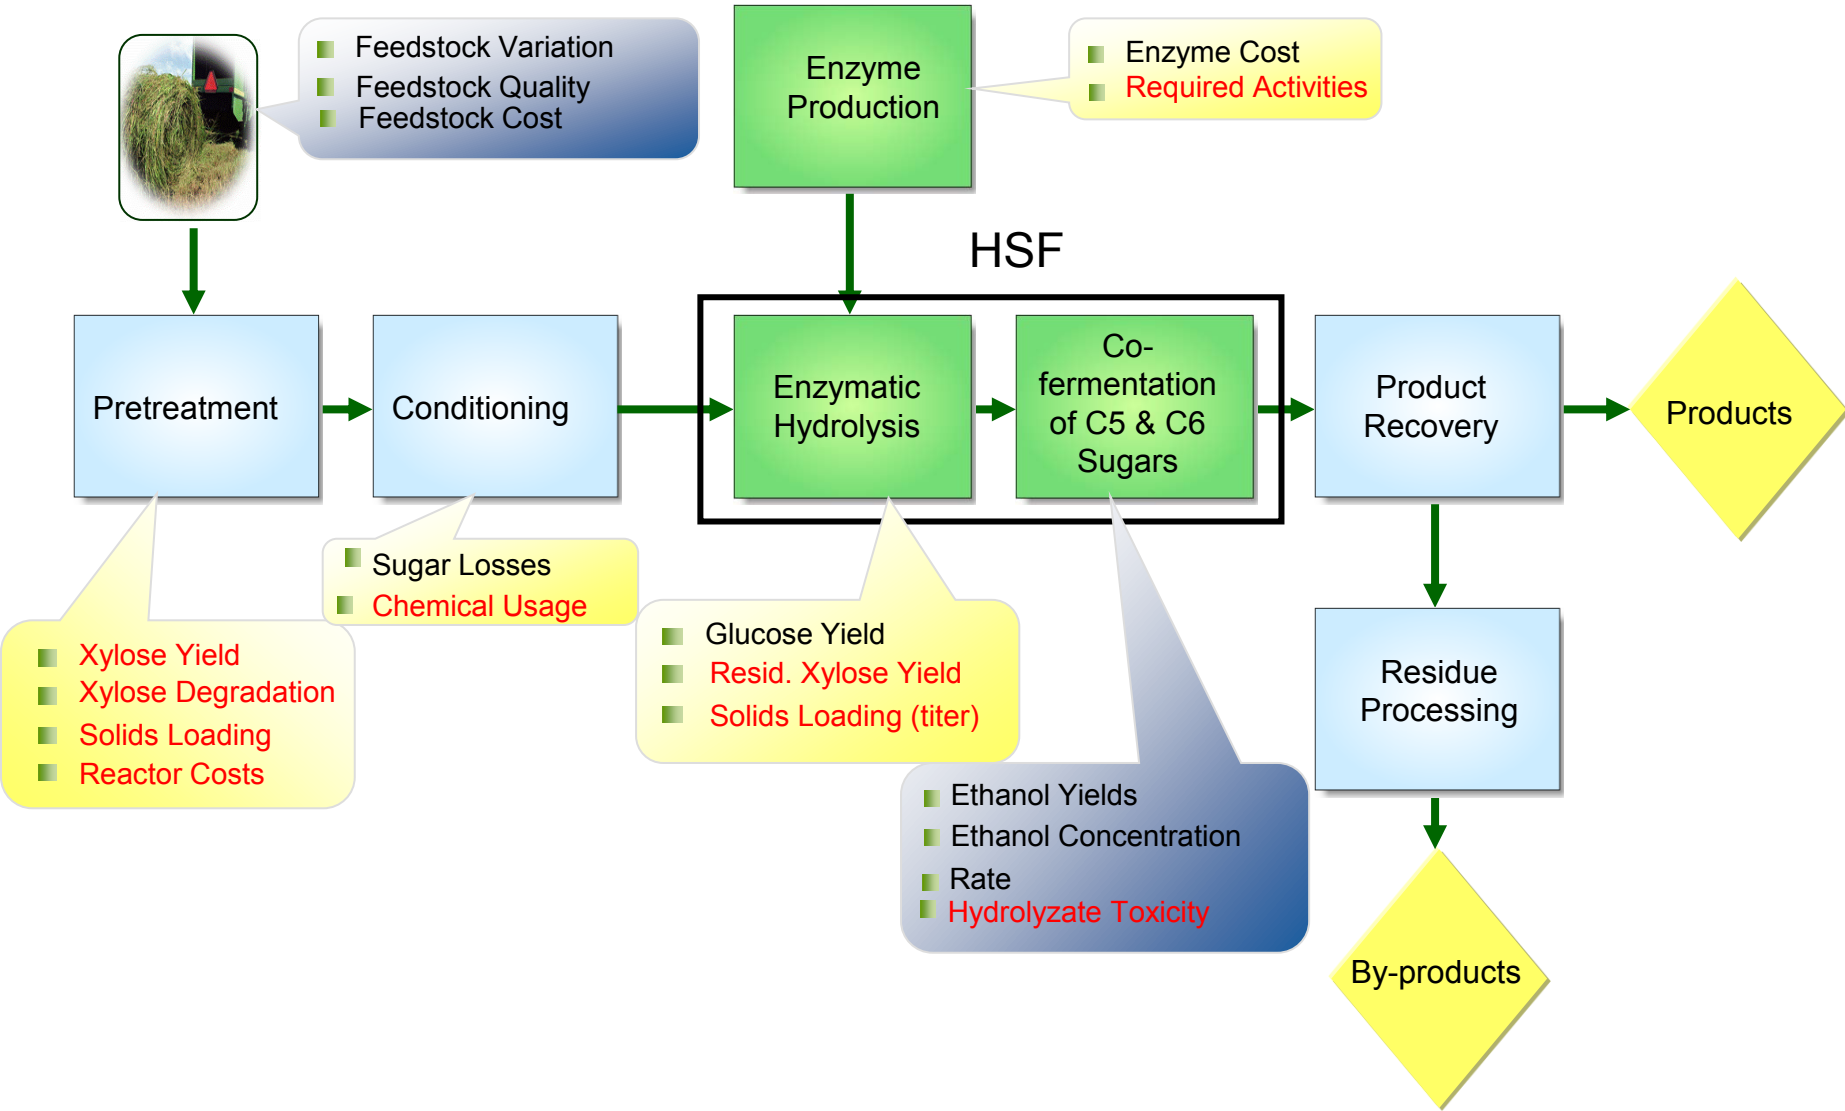 Feedstock Variation
Feedstock Quality
Feedstock Cost
Enzyme
Production
Enzyme Cost
Required Activities
HSF
Pretreatment
Conditioning
Enzymatic
Hydrolysis
Co-
fermentation
of C5 & C6
Sugars
Product
Recovery
Products
Sugar Losses
Chemical Usage
Xylose Yield
Xylose Degradation
Solids Loading
Reactor Costs
Glucose Yield
Resid. Xylose Yield
Solids Loading (titer)
Residue
Processing
Ethanol Yields
Ethanol Concentration
Rate
Hydrolyzate Toxicity
By-products